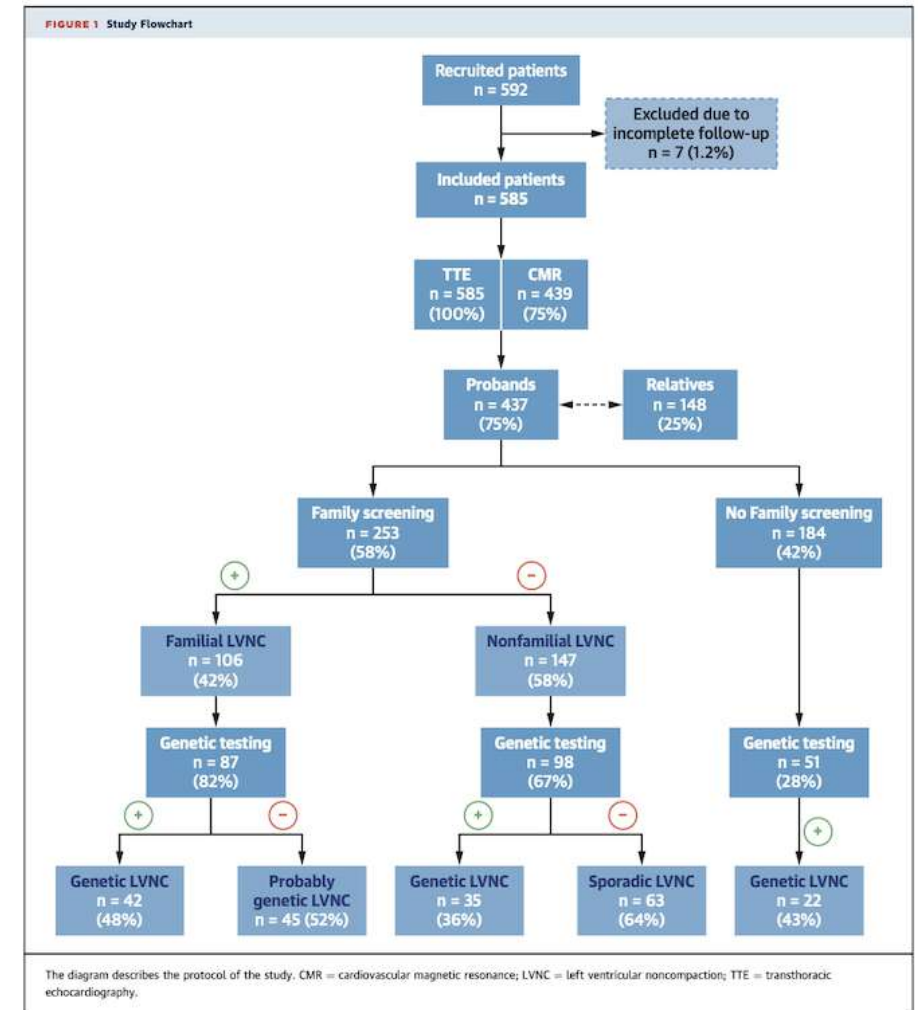 FIGURE 1 Study Flowchart
Recruited patients
n = 592
Excluded due to
incomplete follow-up
n = 7 (1.2%)
Included patients
n = 585
TTE
n = 585
(100%)
CMR
n = 439
(75%)
Probands
n = 437
(75%)
Relatives
n = 148
(25%)
Family screening
n = 253
(58%)
No Family screening
n = 184
(42%)
+
−
Familial LVNC
n = 106
(42%)
Nonfamilial LVNC
n = 147
(58%)
Genetic testing
n = 87
(82%)
Genetic testing
n = 98
(67%)
Genetic testing
n = 51
(28%)
+
−
+
−
+
Genetic LVNC
n = 42
(48%)
Probably
genetic LVNC
n = 45 (52%)
Genetic LVNC
n = 35
(36%)
Sporadic LVNC
n = 63
(64%)
Genetic LVNC
n = 22
(43%)
The diagram describes the protocol of the study. CMR = cardiovascular magnetic resonance; LVNC = left ventricular noncompaction; TTE = transthoracic
echocardiography.